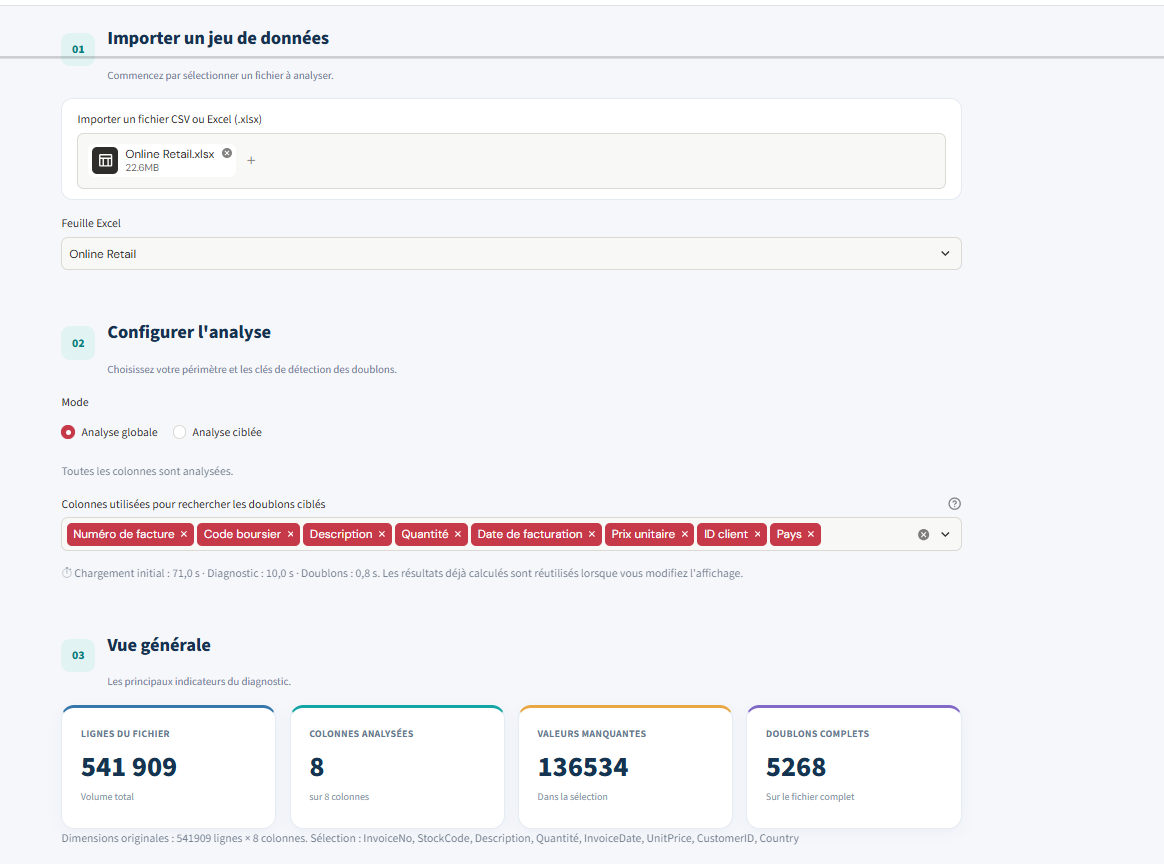 01
Importer un jeu de données
Commencez par sélectionner un fichier à analyser.
Importer un fichier CSV ou Excel (.xlsx)
Online Retail.xlsx
22.6MB
+
Feuille Excel
Online Retail
02
Configurer l'analyse
Choisissez votre périmètre et les clés de détection des doublons.
Mode
Analyse globale Analyse ciblée
Toutes les colonnes sont analysées.
Colonnes utilisées pour rechercher les doublons ciblés
Numéro de facture × Code boursier × Description × Quantité × Date de facturation × Prix unitaire × ID client × Pays ×
Chargement initial : 71,0 s · Diagnostic : 10,0 s · Doublons : 0,8 s. Les résultats déjà calculés sont réutilisés lorsque vous modifiez l'affichage.
03
Vue générale
Les principaux indicateurs du diagnostic.
LIGNES DU FICHIER
541 909
Volume total
COLONNES ANALYSÉES
8
sur 8 colonnes
VALEURS MANQUANTES
136534
Dans la sélection
DOUBLONS COMPLETS
5268
Sur le fichier complet
Dimensions originales : 541909 lignes × 8 colonnes. Sélection : InvoiceNo, StockCode, Description, Quantité, InvoiceDate, UnitPrice, CustomerID, Country